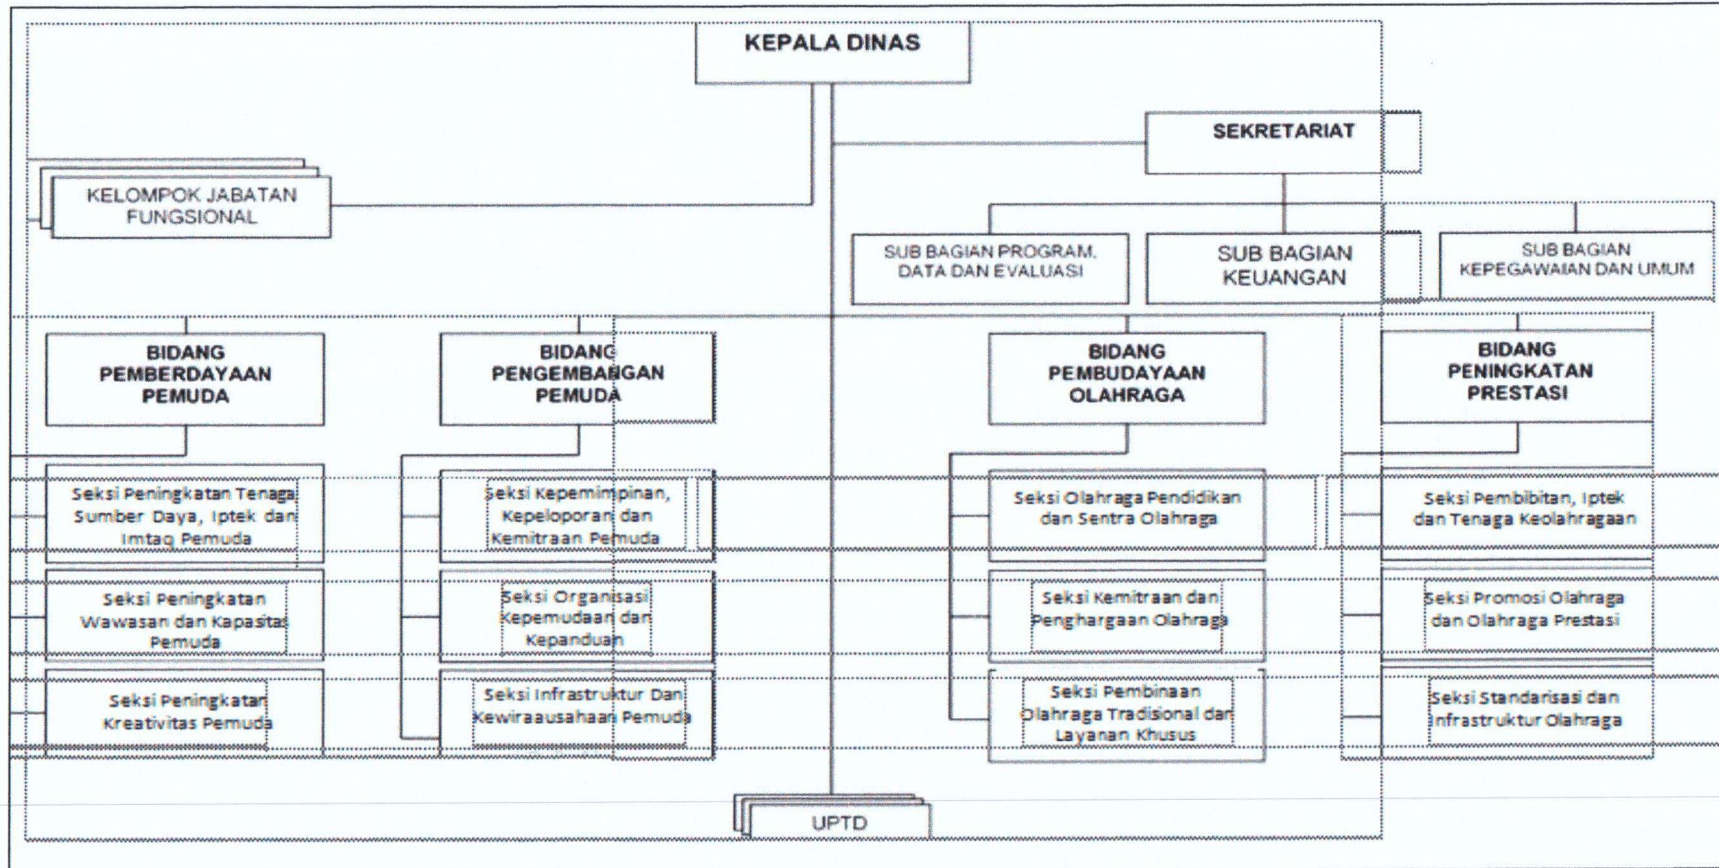 KEPALA DINAS
SEKRETARIAT
KELOMPOK JABATAN
FUNGSIONAL
SUB BAGIAN PROGRAM,
DATA DAN EVALUASI
SUB BAGIAN
KEUANGAN
SUB BAGIAN
KEPEGAWAIAN DAN UMUM
BIDANG
PEMBERDAYAAN
PEMUDA
BIDANG
PENGEMBANGAN
PEMUDA
BIDANG
PEMBUDAYAAN
OLAHRAGA
BIDANG
PENINGKATAN
PRESTASI
Seksi Peningkatan Tenaga
Sumber Daya, Iptek dan
Imtaq Pemuda
Seksi Kepemimpinan,
Kepeloporan dan
Kemitraan Pemuda
Seksi Olahraga Pendidikan
dan Sentra Olahraga
Seksi Pembibitan, Iptek
dan Tenaga Keolahragaan
Seksi Peningkatan
Wawasan dan Kapasitas
Pemuda
Seksi Organisasi
Kepemudaan dan
Kepanduan
Seksi Kemitraan dan
Penghargaan Olahraga
Seksi Promosi Olahraga
dan Olahraga Prestasi
Seksi Peningkatan
Kreativitas Pemuda
Seksi Infrastruktur Dan
Kewiraausahaan Pemuda
Seksi Pembinaan
Olahraga Tradisional dan
Layanan Khusus
Seksi Standarisasi dan
Infrastruktur Olahraga
UPTD